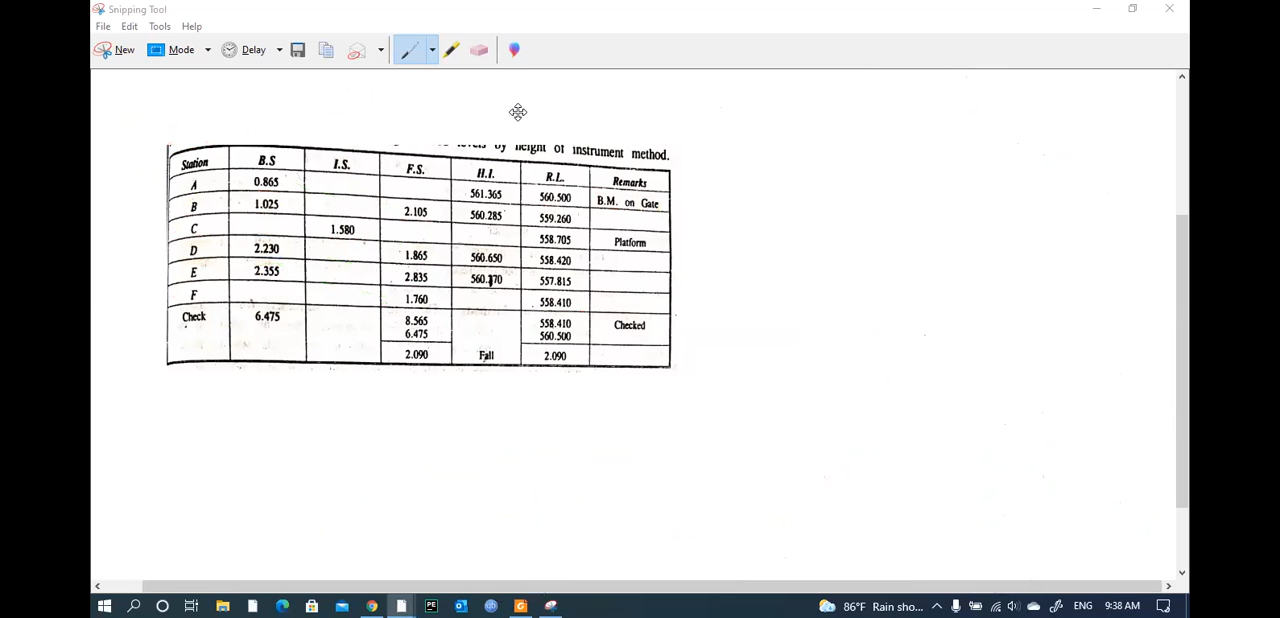 Snipping Tool
File Edit Tools Help
New Mode Delay
by height of instrument method.
Station B.S I.S. F.S. H.I. R.L. Remarks
A 0.865 561.365 560.500 B.M. on Gate
B 1.025 2.105 560.285 559.260
C 1.580 558.705 Platform
D 2.230 1.865 560.650 558.420
E 2.355 2.835 557.815
F 1.760 558.410
Check 6.475 8.565 558.410 Checked
6.475 560.500
2.090 Fall 2.090
PE
86°F Rain sho... ENG 9:38 AM